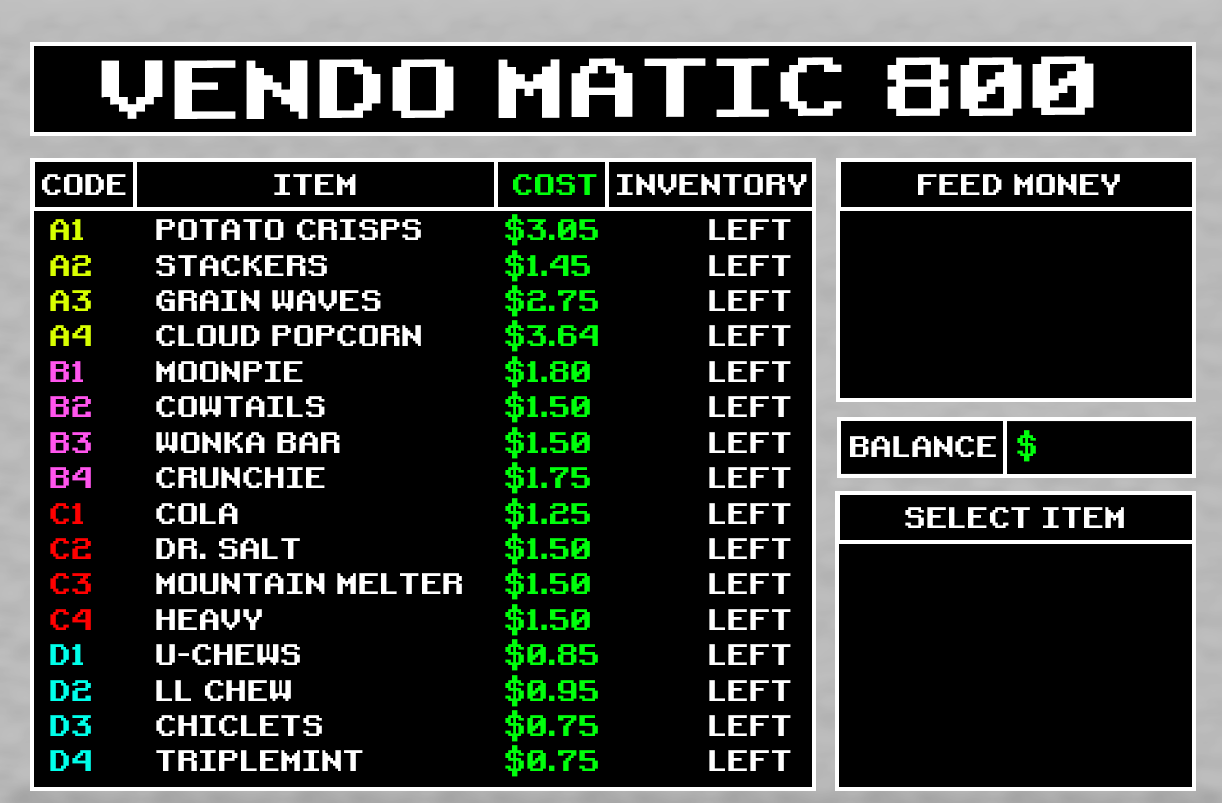 VENDO MATIC 800
CODE ITEM COST INVENTORY
A1 POTATO CRISPS $3.05 LEFT
A2 STACKERS $1.45 LEFT
A3 GRAIN WAVES $2.75 LEFT
A4 CLOUD POPCORN $3.64 LEFT
B1 MOONPIE $1.80 LEFT
B2 COWTAILS $1.50 LEFT
B3 WONKA BAR $1.50 LEFT
B4 CRUNCHIE $1.75 LEFT
C1 COLA $1.25 LEFT
C2 DR. SALT $1.50 LEFT
C3 MOUNTAIN MELTER $1.50 LEFT
C4 HEAVY $1.50 LEFT
D1 U-CHEWS $0.85 LEFT
D2 LL CHEW $0.95 LEFT
D3 CHICLETS $0.75 LEFT
D4 TRIPLEMINT $0.75 LEFT
FEED MONEY
BALANCE $
SELECT ITEM